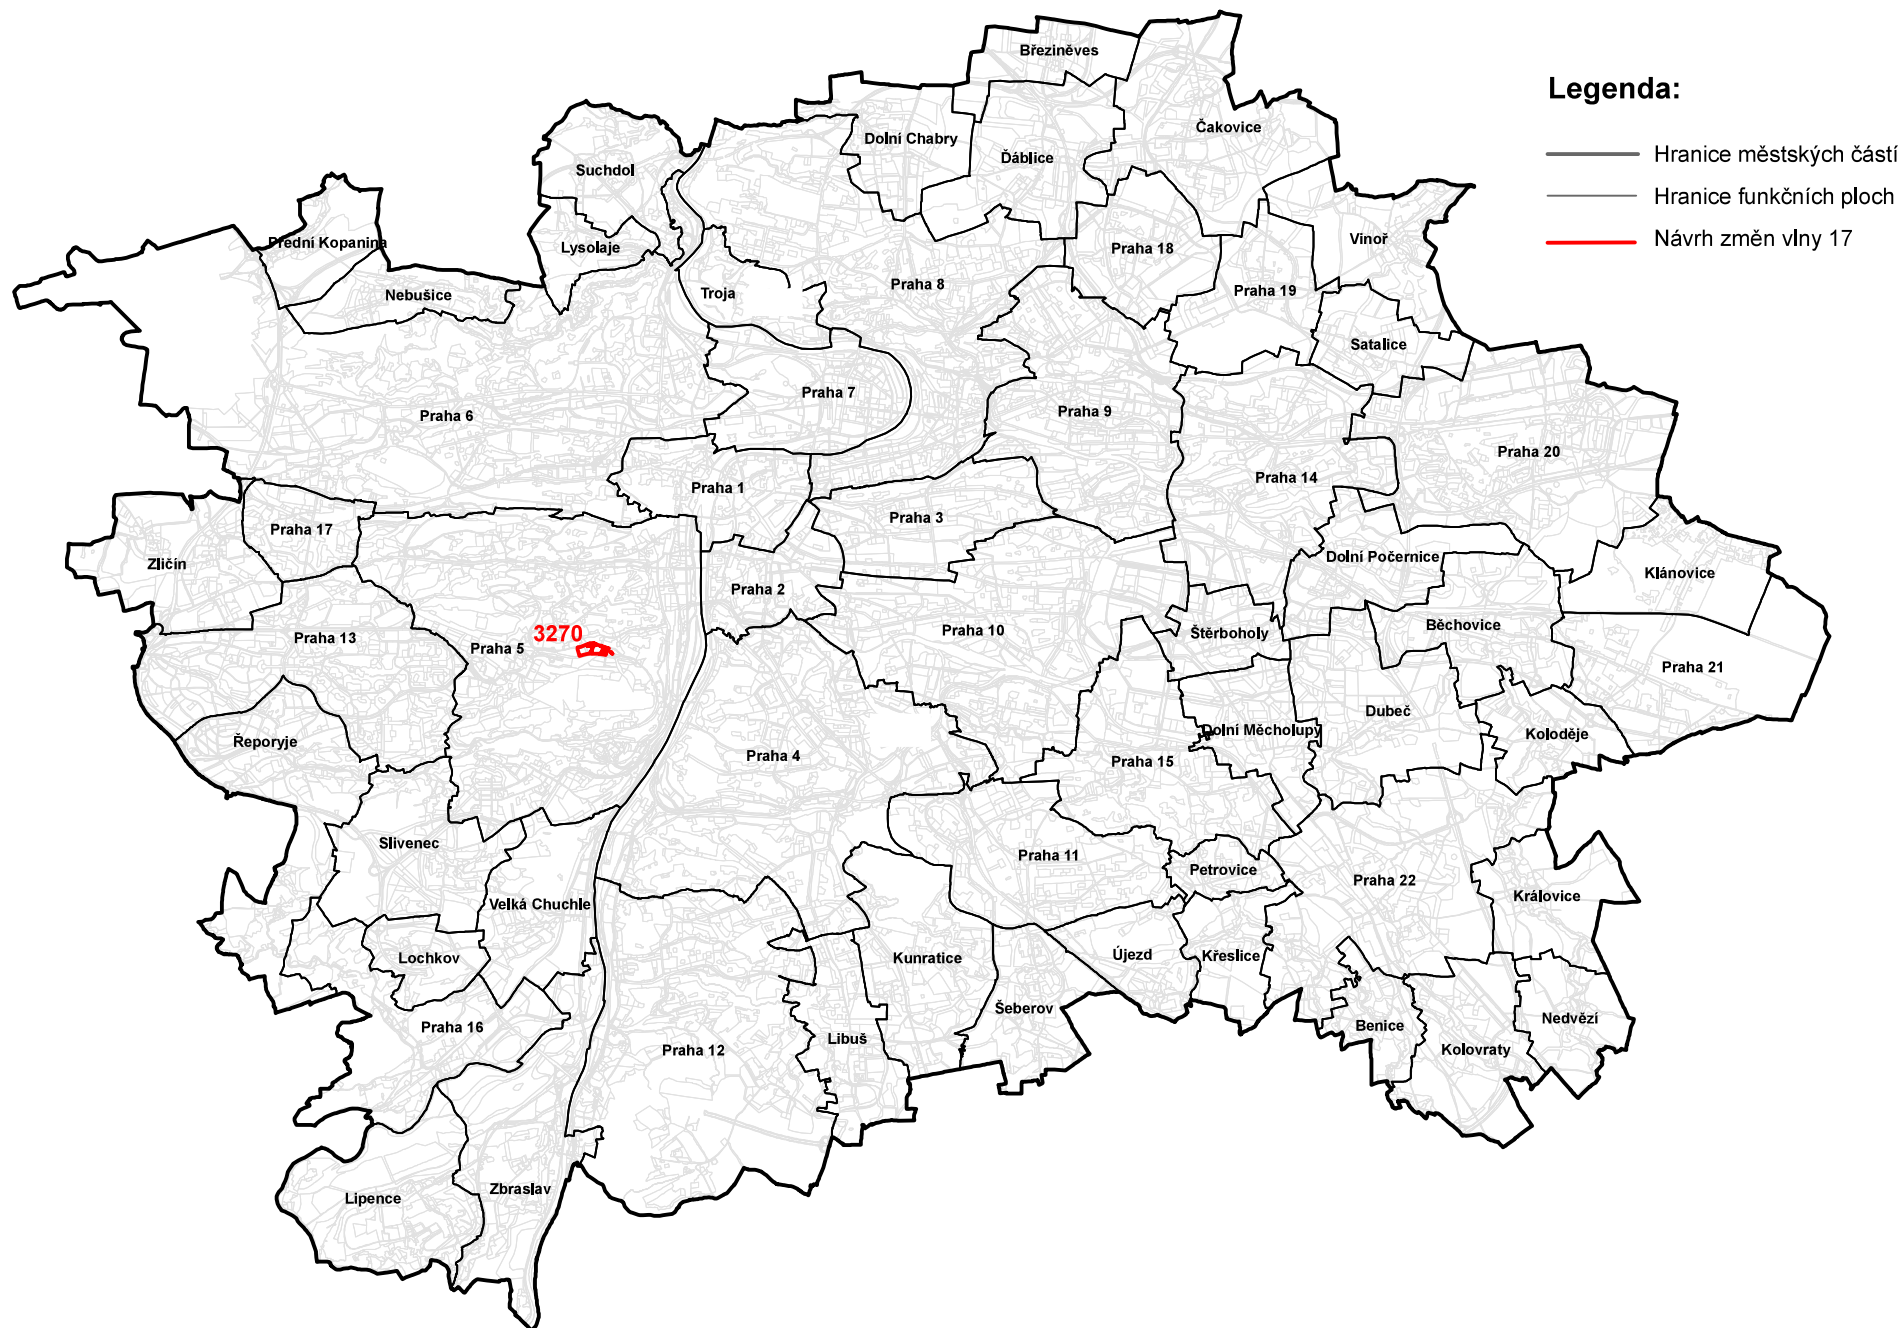 Březiněves
Legenda:
Čakovice
Dolní Chabry
Ďáblice
Hranice městských částí
Suchdol
Hranice funkčních ploch
Přední Kopanina
Lysolaje
Praha 18
Vinoř
Návrh změn vlny 17
Nebušice
Troja
Praha 8
Praha 19
Satalice
Praha 6
Praha 7
Praha 9
Praha 20
Praha 1
Praha 14
Praha 17
Praha 3
Zličín
Praha 2
Dolní Počernice
Klánovice
Praha 13
3270
Praha 5
Praha 10
Štěrboholy
Běchovice
Praha 21
Řeporyje
Dubeč
Dolní Měcholupy
Koloděje
Praha 4
Praha 15
Slivenec
Praha 11
Petrovice
Praha 22
Královice
Velká Chuchle
Lochkov
Kunratice
Újezd
Křeslice
Šeberov
Praha 16
Praha 12
Libuš
Benice
Kolovraty
Nedvězí
Lipence
Zbraslav